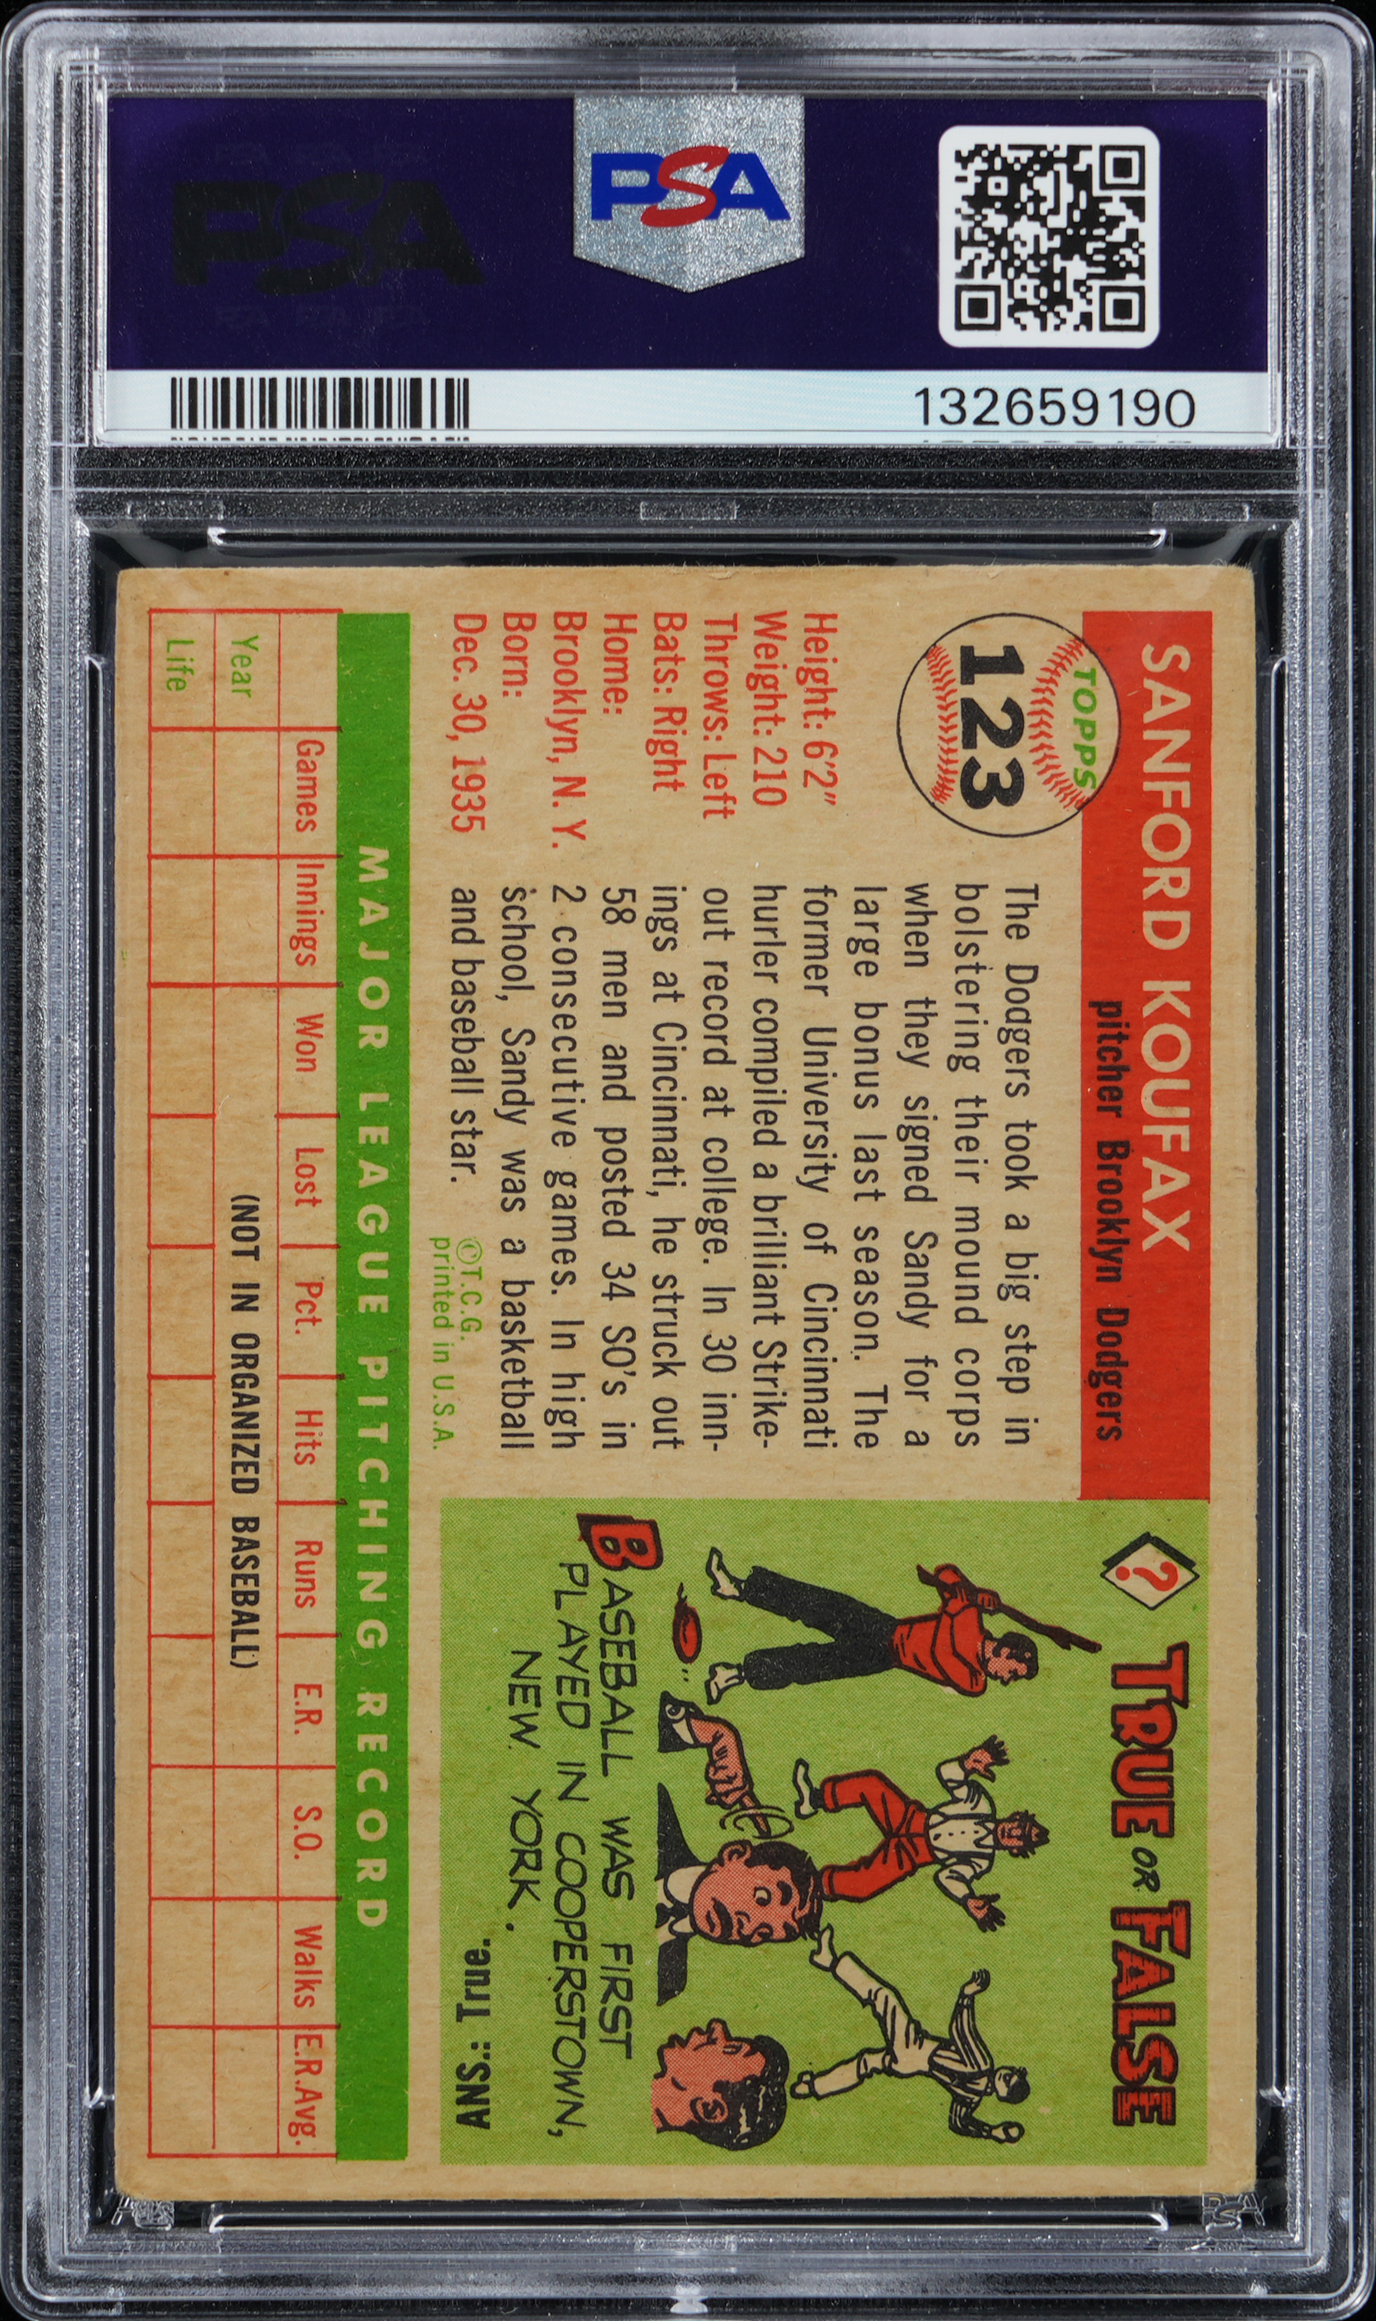 PSA
PSA
132659190
SANFORD KOUFAX
pitcher Brooklyn Dodgers
TOPPS
123
Height: 6'2"
Weight: 210
Throws: Left
Bats: Right
Home:
Brooklyn, N. Y.
Born:
Dec. 30, 1935
The Dodgers took a big step in
bolstering their mound corps
when they signed Sandy for a
large bonus last season. The
former University of Cincinnati
hurler compiled a brilliant Strike-
out record at college. In 30 inn-
ings at Cincinnati, he struck out
58 men and posted 34 SO's in
2 consecutive games. In high
school, Sandy was a basketball
and baseball star.
©T.C.G.
printed in U.S.A.
?
TRUE OR FALSE
BASEBALL WAS FIRST
PLAYED IN COOPERSTOWN,
NEW YORK.
ANS.: True.
MAJOR LEAGUE PITCHING RECORD
Games Innings Won Lost Pct. Hits Runs E.R. S.O. Walks E.R.Avg.
Year
(NOT IN ORGANIZED BASEBALL)
Life